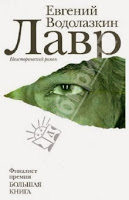 Евгений
Водолазкин
Лавр
Неисторический роман
Финалист
премии
БОЛЬШАЯ
КНИГА